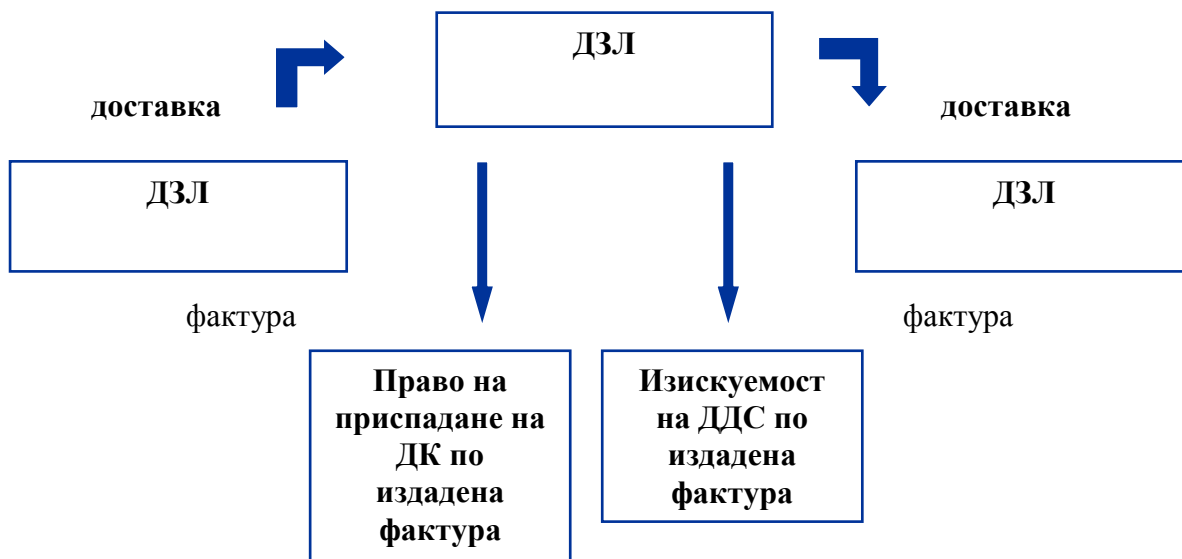 ДЗЛ
доставка
доставка
ДЗЛ
ДЗЛ
фактура
фактура
Право на
приспадане на
ДК по
издадена
фактура
Изискуемост
на ДДС по
издадена
фактура